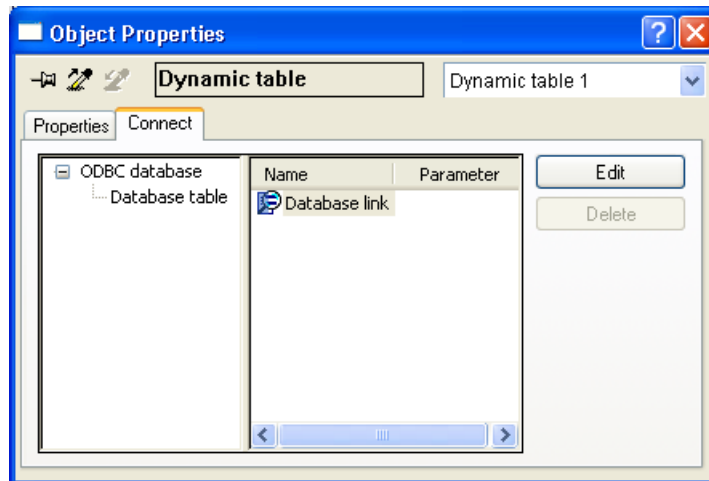 Object Properties
Dynamic table
Dynamic table 1
Properties
Connect
ODBC database
Database table
Name
Parameter
Database link
Edit
Delete